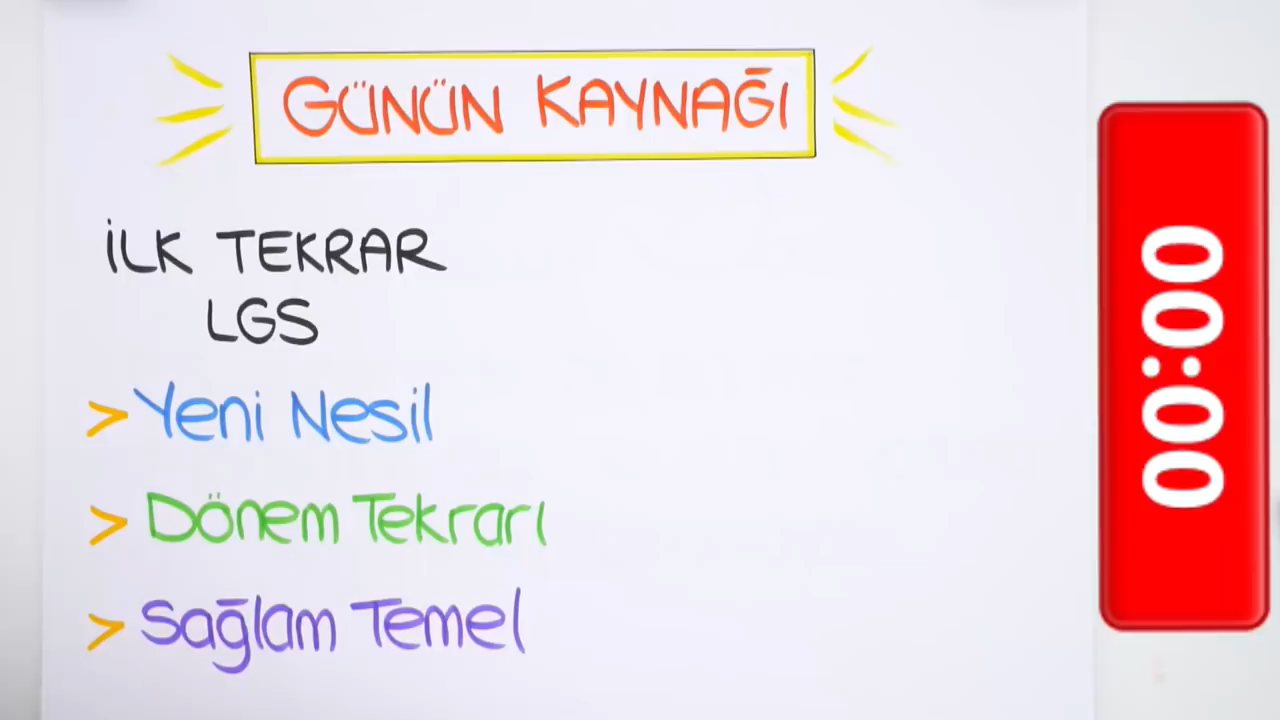 GÜNÜN KAYNAĞI
İLK TEKRAR
LGS
> Yeni Nesil
> Dönem Tekrarı
> Sağlam Temel
00:00